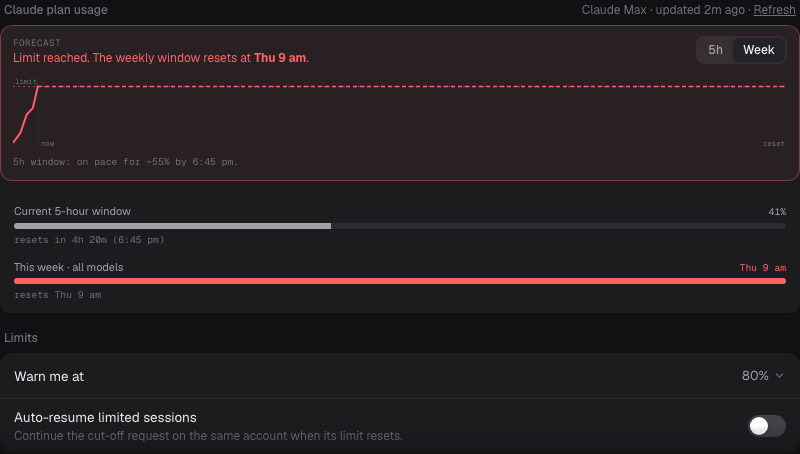 Claude plan usage
Claude Max · updated 2m ago · Refresh
FORECAST
Limit reached. The weekly window resets at Thu 9 am.
5h
Week
limit
now
reset
5h window: on pace for ~55% by 6:45 pm.
Current 5-hour window
41%
resets in 4h 20m (6:45 pm)
This week · all models
Thu 9 am
resets Thu 9 am
Limits
Warn me at
80%
Auto-resume limited sessions
Continue the cut-off request on the same account when its limit resets.